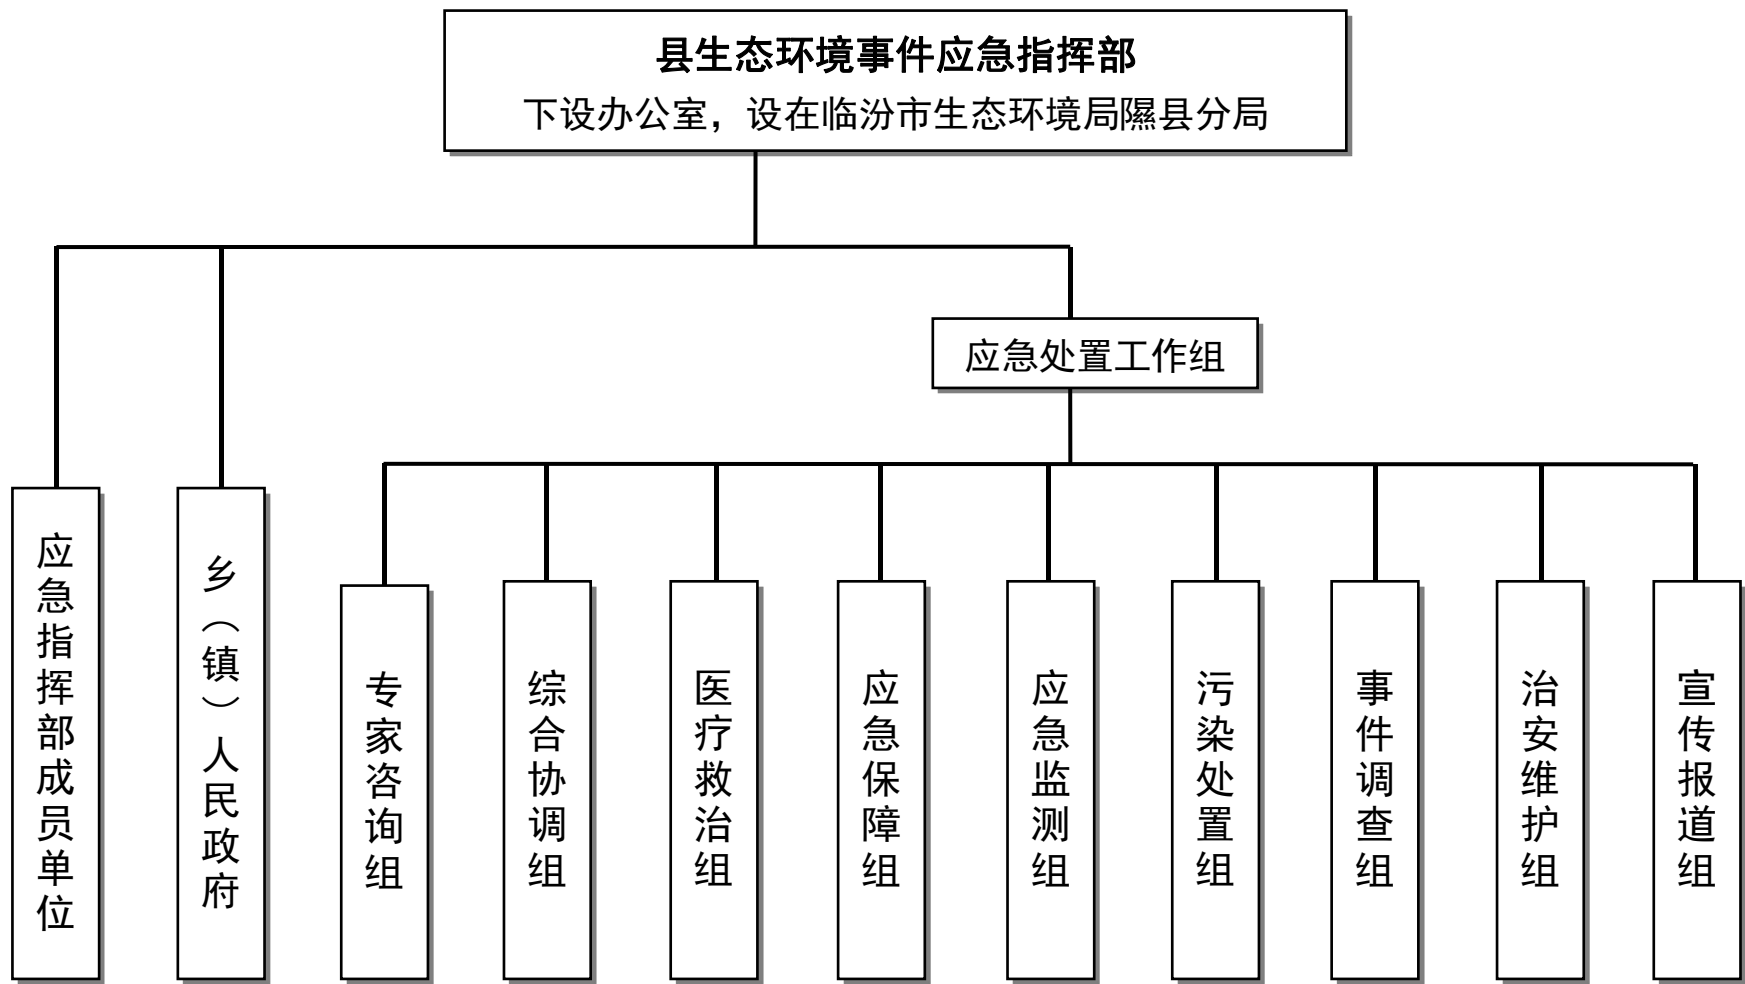 县生态环境事件应急指挥部
下设办公室，设在临汾市生态环境局隰县分局
应急处置工作组
应急指挥部成员单位
乡（镇）人民政府
专家咨询组
综合协调组
医疗救治组
应急保障组
应急监测组
污染处置组
事件调查组
治安维护组
宣传报道组